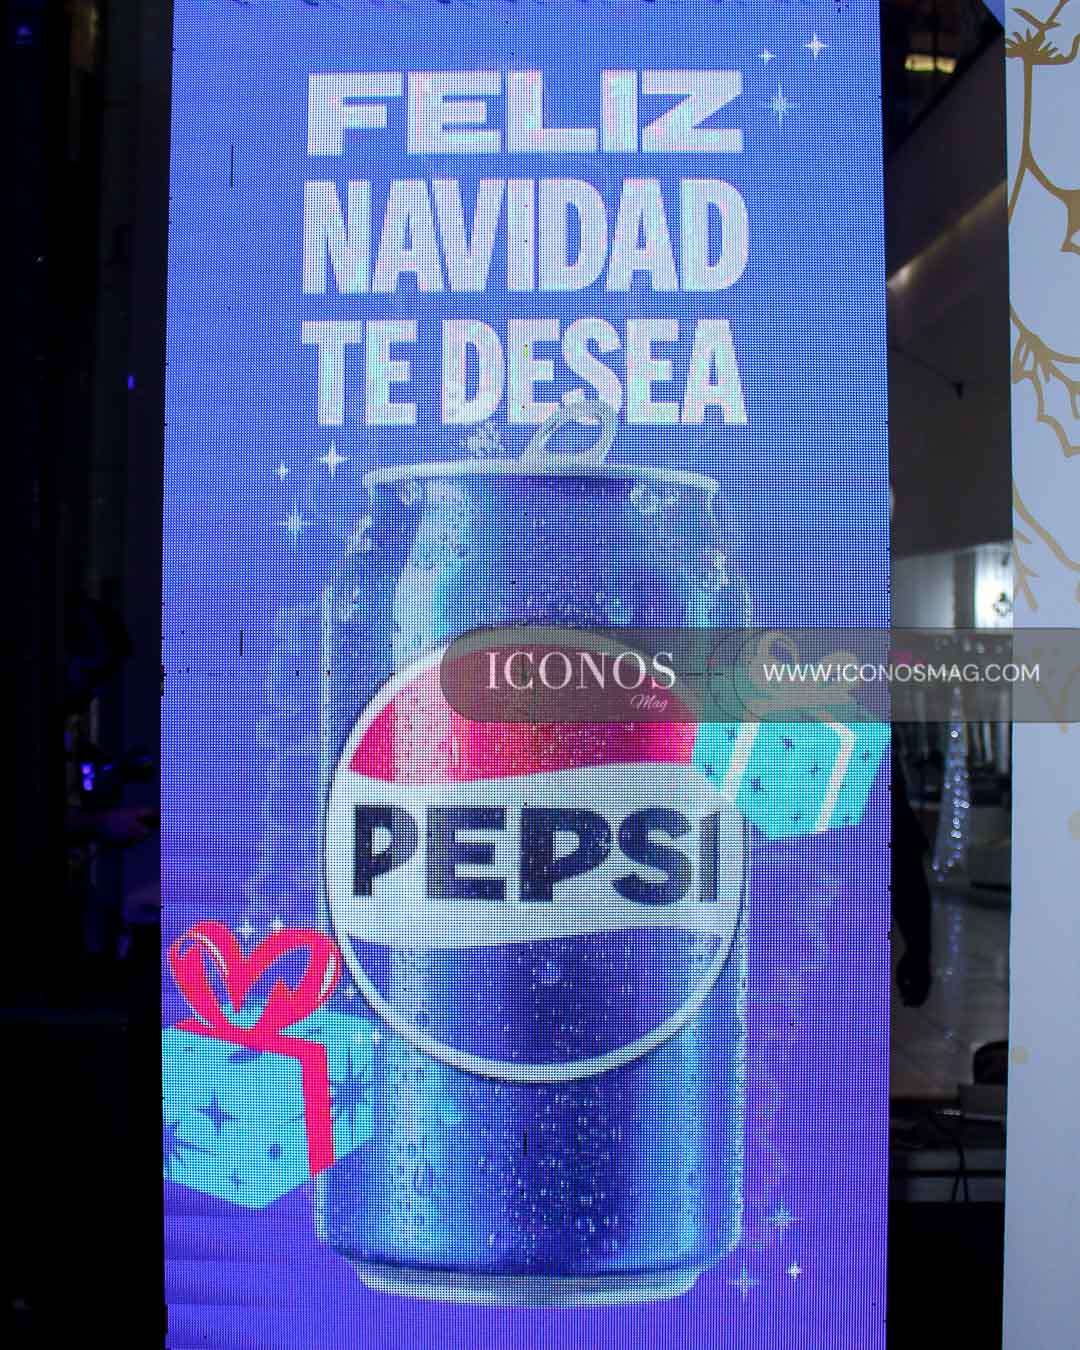 FELIZ
NAVIDAD
TE DESEA
ICONOS
Mag
WWW.ICONOSMAG.COM
PEPSI